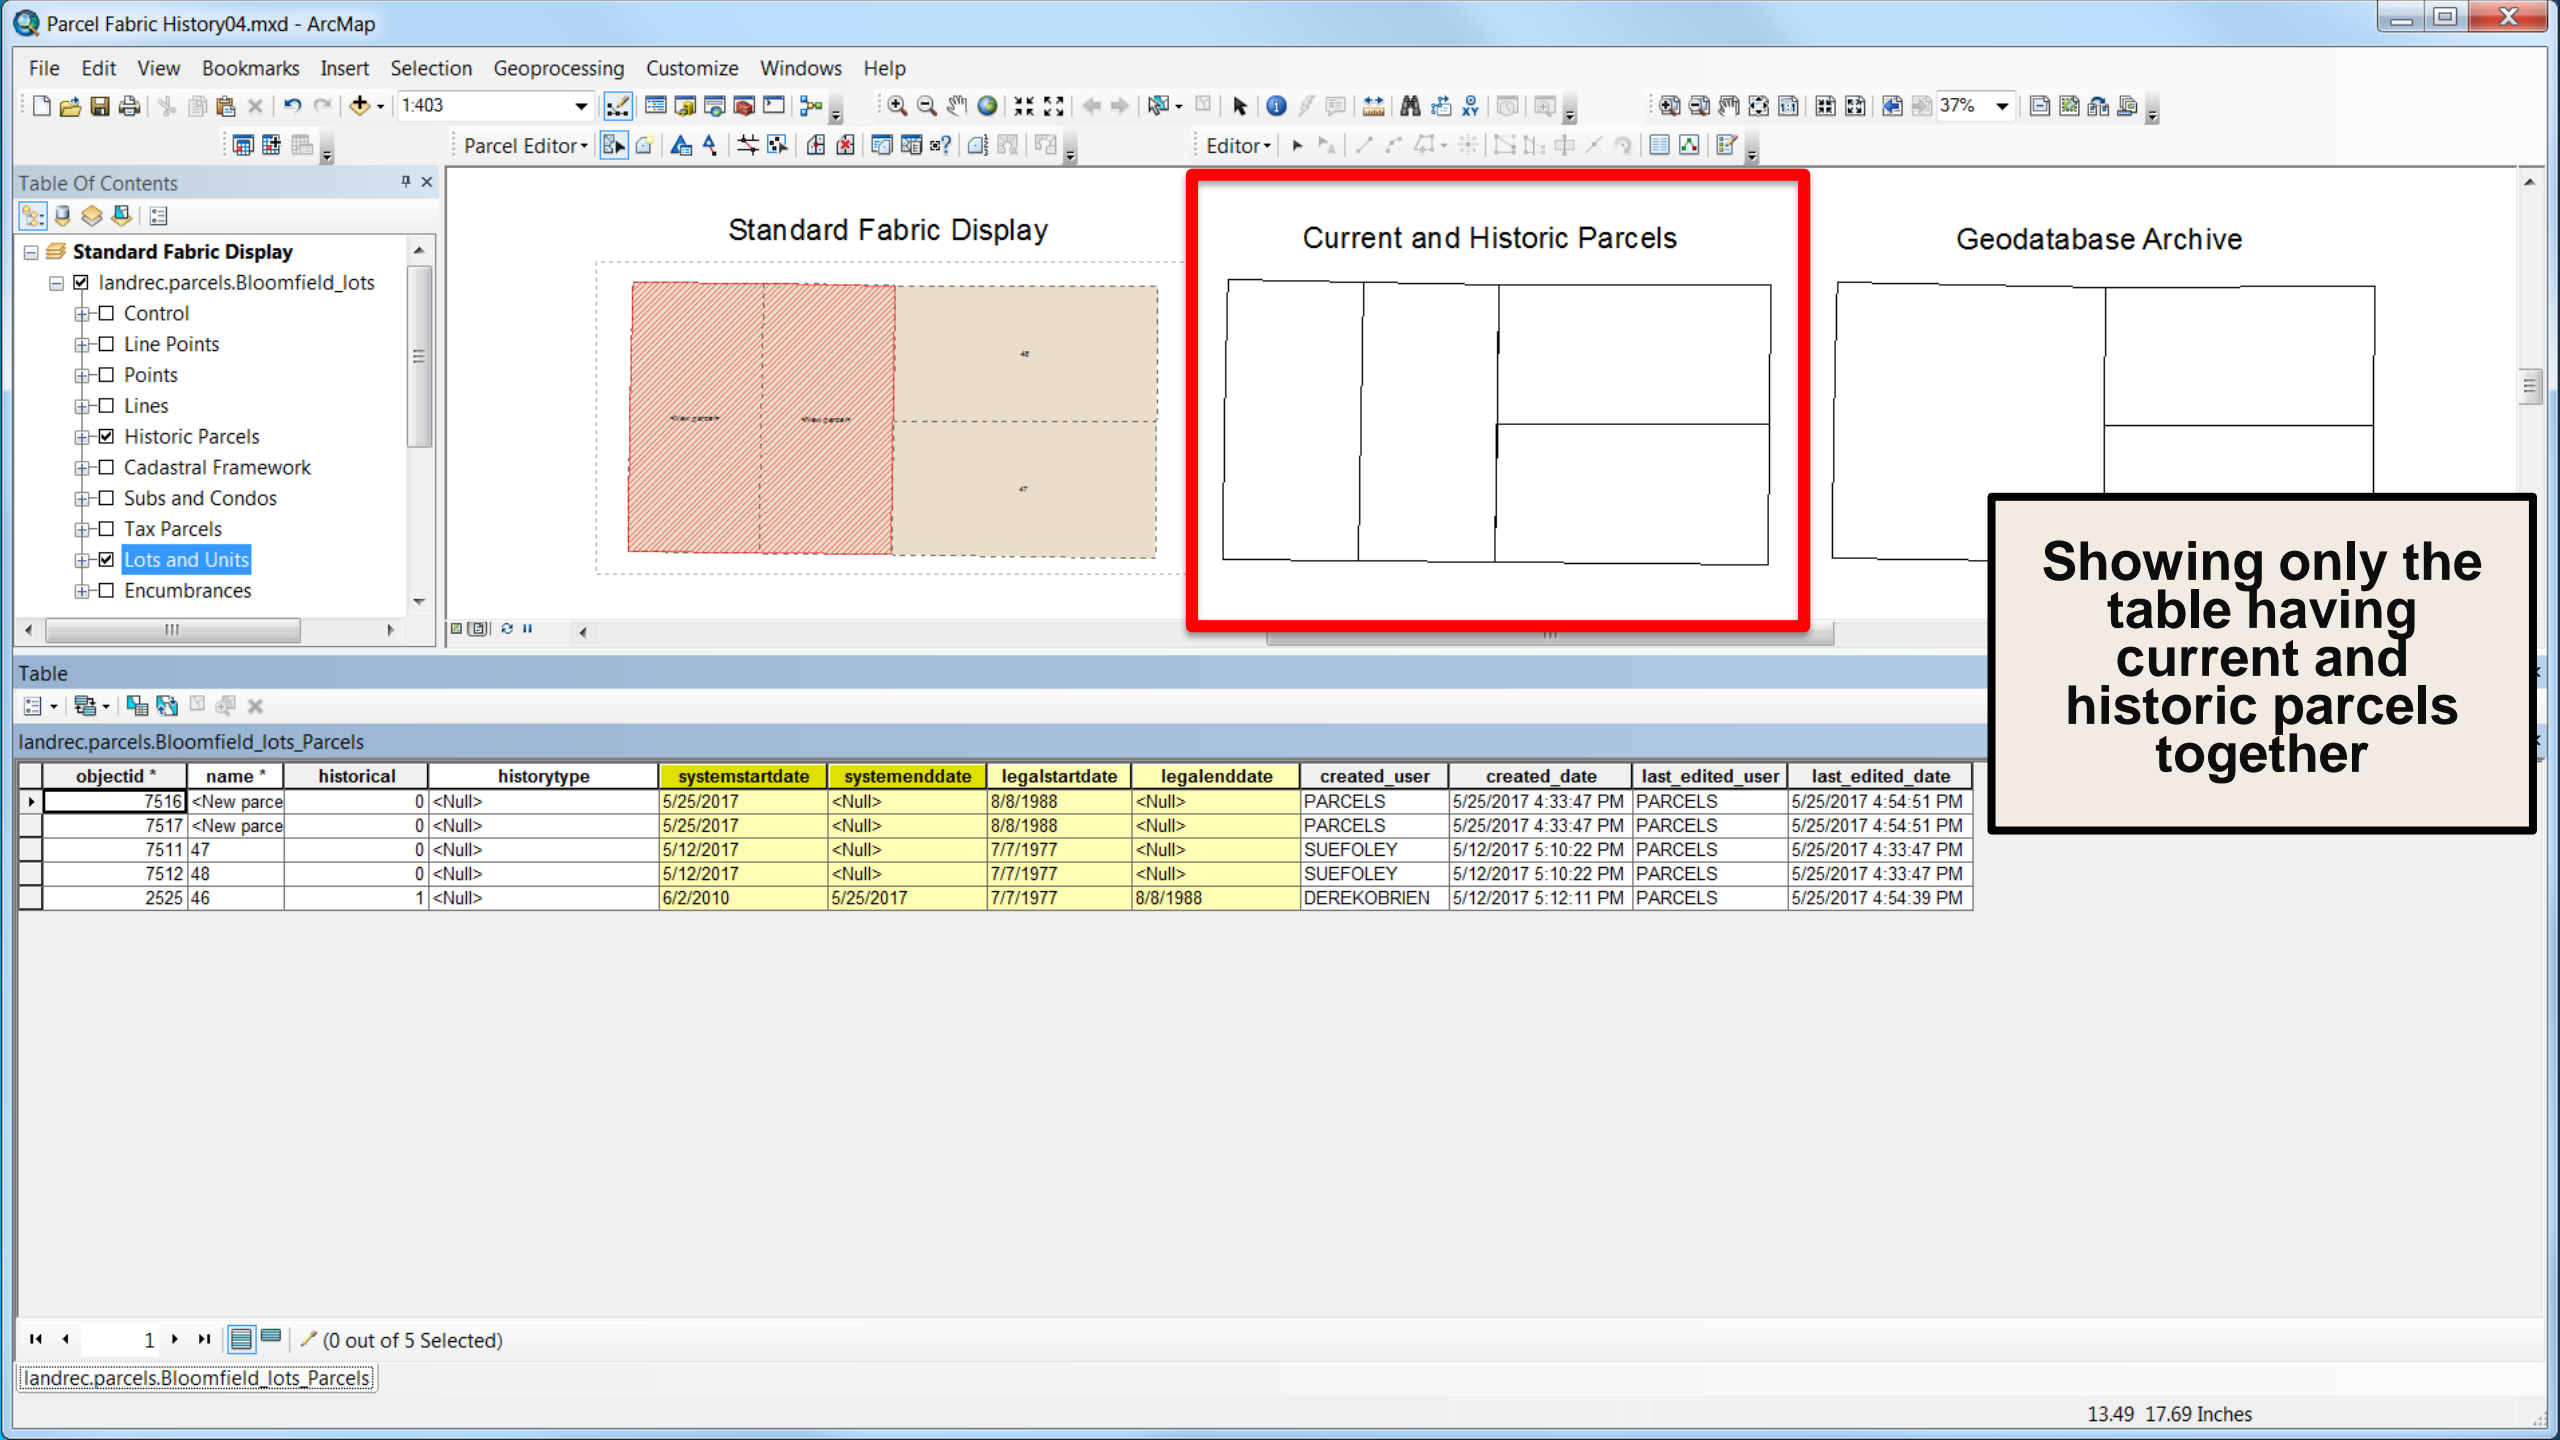 Parcel Fabric History04.mxd - ArcMap
File Edit View Bookmarks Insert Selection Geoprocessing Customize Windows Help
1:403
37%
Parcel Editor
Editor
Table Of Contents
Standard Fabric Display
landrec.parcels.Bloomfield_lots
Control
Line Points
Points
Lines
Historic Parcels
Cadastral Framework
Subs and Condos
Tax Parcels
Lots and Units
Encumbrances
Standard Fabric Display
48
<New parcel> <New parcel>
47
Current and Historic Parcels
Geodatabase Archive
Showing only the
table having
current and
historic parcels
together
Table
landrec.parcels.Bloomfield_lots_Parcels
objectid * name * historical historytype systemstartdate systemenddate legalstartdate legalenddate created_user created_date last_edited_user last_edited_date
7516 <New parce 0 <Null> 5/25/2017 <Null> 8/8/1988 <Null> PARCELS 5/25/2017 4:33:47 PM PARCELS 5/25/2017 4:54:51 PM
7517 <New parce 0 <Null> 5/25/2017 <Null> 8/8/1988 <Null> PARCELS 5/25/2017 4:33:47 PM PARCELS 5/25/2017 4:54:51 PM
7511 47 0 <Null> 5/12/2017 <Null> 7/7/1977 <Null> SUEFOLEY 5/12/2017 5:10:22 PM PARCELS 5/25/2017 4:33:47 PM
7512 48 0 <Null> 5/12/2017 <Null> 7/7/1977 <Null> SUEFOLEY 5/12/2017 5:10:22 PM PARCELS 5/25/2017 4:33:47 PM
2525 46 1 <Null> 6/2/2010 5/25/2017 7/7/1977 8/8/1988 DEREKOBRIEN 5/12/2017 5:12:11 PM PARCELS 5/25/2017 4:54:39 PM
1 (0 out of 5 Selected)
landrec.parcels.Bloomfield_lots_Parcels
13.49 17.69 Inches